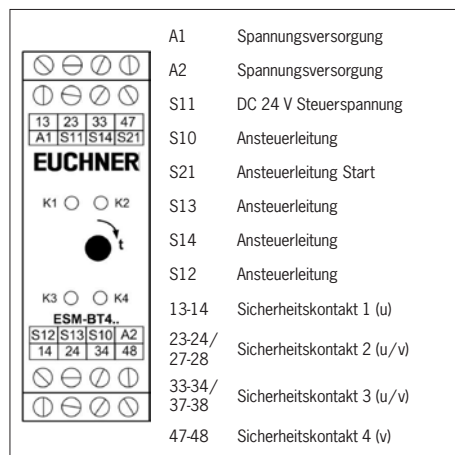 13 23 33 47
A1 S11 S14 S21
EUCHNER
K1 K2
t
K3 K4
ESM-BT4..
S12 S13 S10 A2
14 24 34 48
A1 Spannungsversorgung
A2 Spannungsversorgung
S11 DC 24 V Steuerspannung
S10 Ansteuerleitung
S21 Ansteuerleitung Start
S13 Ansteuerleitung
S14 Ansteuerleitung
S12 Ansteuerleitung
13-14 Sicherheitskontakt 1 (u)
23-24/
27-28 Sicherheitskontakt 2 (u/v)
33-34/
37-38 Sicherheitskontakt 3 (u/v)
47-48 Sicherheitskontakt 4 (v)